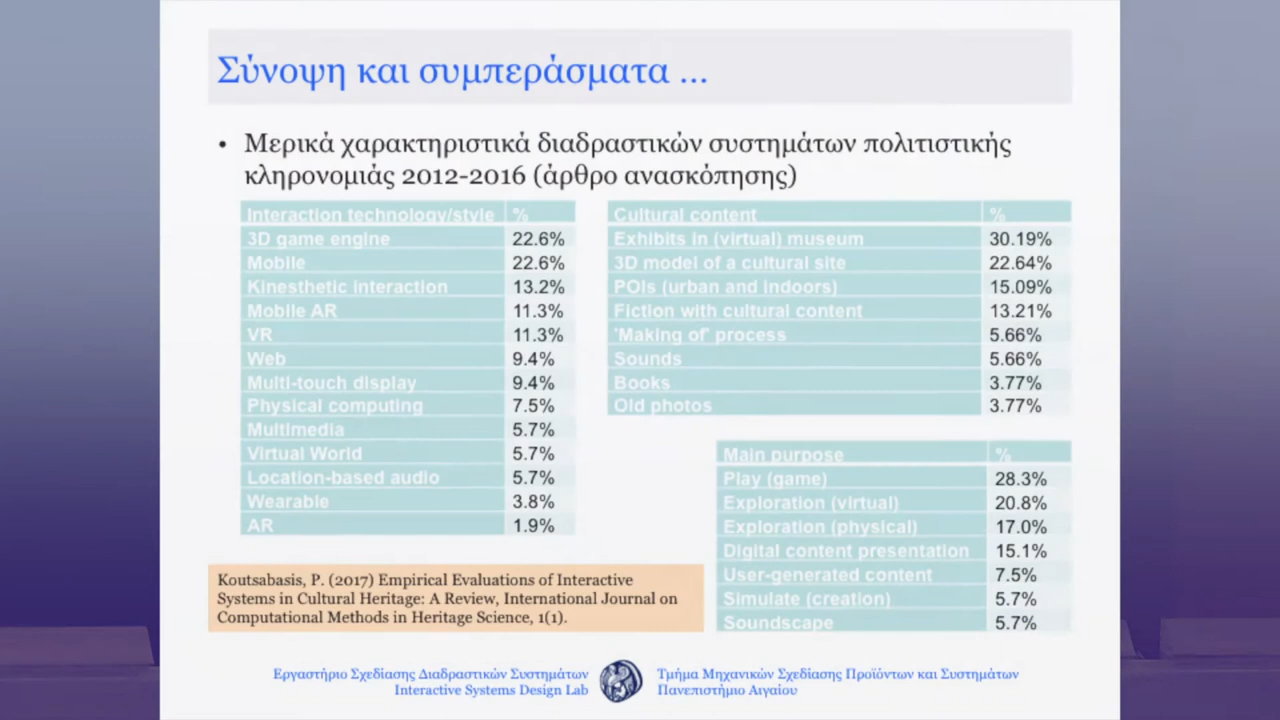 Σύνοψη και συμπεράσματα ...
• Μερικά χαρακτηριστικά διαδραστικών συστημάτων πολιτιστικής
κληρονομιάς 2012-2016 (άρθρο ανασκόπησης)
Interaction technology/style %
3D game engine 22.6%
Mobile 22.6%
Kinesthetic interaction 13.2%
Mobile AR 11.3%
VR 11.3%
Web 9.4%
Multi-touch display 9.4%
Physical computing 7.5%
Multimedia 5.7%
Virtual World 5.7%
Location-based audio 5.7%
Wearable 3.8%
AR 1.9%
Cultural content %
Exhibits in (virtual) museum 30.19%
3D model of a cultural site 22.64%
POIs (urban and indoors) 15.09%
Fiction with cultural content 13.21%
'Making of' process 5.66%
Sounds 5.66%
Books 3.77%
Old photos 3.77%
Main purpose %
Play (game) 28.3%
Exploration (virtual) 20.8%
Exploration (physical) 17.0%
Digital content presentation 15.1%
User-generated content 7.5%
Simulate (creation) 5.7%
Soundscape 5.7%
Koutsabasis, P. (2017) Empirical Evaluations of Interactive
Systems in Cultural Heritage: A Review, International Journal on
Computational Methods in Heritage Science, 1(1).
Εργαστήριο Σχεδίασης Διαδραστικών Συστημάτων
Interactive Systems Design Lab
Τμήμα Μηχανικών Σχεδίασης Προϊόντων και Συστημάτων
Πανεπιστήμιο Αιγαίου